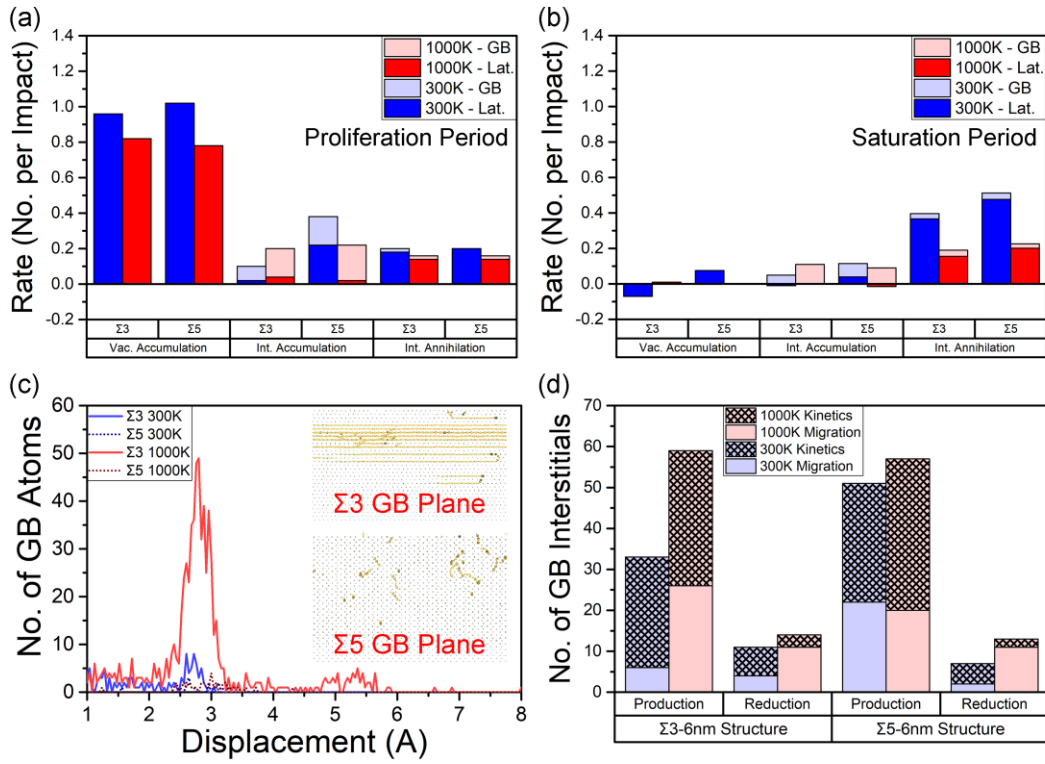 (a)
1.4
1.2
1.0
0.8
0.6
0.4
0.2
0.0
-0.2
Rate (No. per Impact)
1000K - GB
1000K - Lat.
300K - GB
300K - Lat.
Proliferation Period
Σ3 Σ5 Σ3 Σ5 Σ3 Σ5
Vac. Accumulation Int. Accumulation Int. Annihilation
(b)
1.4
1.2
1.0
0.8
0.6
0.4
0.2
0.0
-0.2
Rate (No. per Impact)
1000K - GB
1000K - Lat.
300K - GB
300K - Lat.
Saturation Period
Σ3 Σ5 Σ3 Σ5 Σ3 Σ5
Vac. Accumulation Int. Accumulation Int. Annihilation
(c)
60
50
40
30
20
10
0
No. of GB Atoms
Σ3 300K
Σ5 300K
Σ3 1000K
Σ5 1000K
Σ3 GB Plane
Σ5 GB Plane
1 2 3 4 5 6 7 8
Displacement (A)
(d)
70
60
50
40
30
20
10
0
No. of GB Interstitials
1000K Kinetics
1000K Migration
300K Kinetics
300K Migration
Production Reduction Production Reduction
Σ3-6nm Structure Σ5-6nm Structure